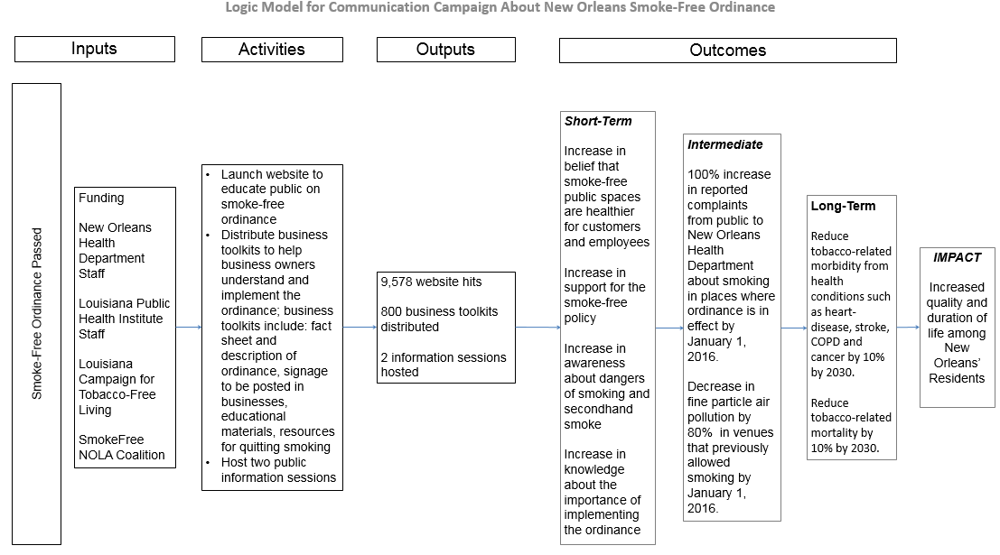 Logic Model for Communication Campaign About New Orleans Smoke-Free Ordinance
Inputs
Activities
Outputs
Outcomes
Smoke-Free Ordinance Passed
Funding
New Orleans
Health
Department
Staff
Louisiana Public
Health Institute
Staff
Louisiana
Campaign for
Tobacco-Free
Living
SmokeFree
NOLA Coalition
• Launch website to
educate public on
smoke-free
ordinance
• Distribute business
toolkits to help
business owners
understand and
implement the
ordinance; business
toolkits include: fact
sheet and
description of
ordinance, signage
to be posted in
businesses,
educational
materials, resources
for quitting smoking
• Host two public
information sessions
9,578 website hits
800 business toolkits
distributed
2 information sessions
hosted
Short-Term
Increase in
belief that
smoke-free
public spaces
are healthier
for customers
and employees
Increase in
support for the
smoke-free
policy
Increase in
awareness
about dangers
of smoking and
secondhand
smoke
Increase in
knowledge
about the
importance of
implementing
the ordinance
Intermediate
100% increase
in reported
complaints
from public to
New Orleans
Health
Department
about smoking
in places where
ordinance is in
effect by
January 1,
2016.
Decrease in
fine particle air
pollution by
80% in venues
that previously
allowed
smoking by
January 1,
2016.
Long-Term
Reduce
tobacco-related
morbidity from
health
conditions such
as heart-
disease, stroke,
COPD and
cancer by 10%
by 2030.
Reduce
tobacco-related
mortality by
10% by 2030.
IMPACT
Increased
quality and
duration of
life among
New
Orleans’
Residents